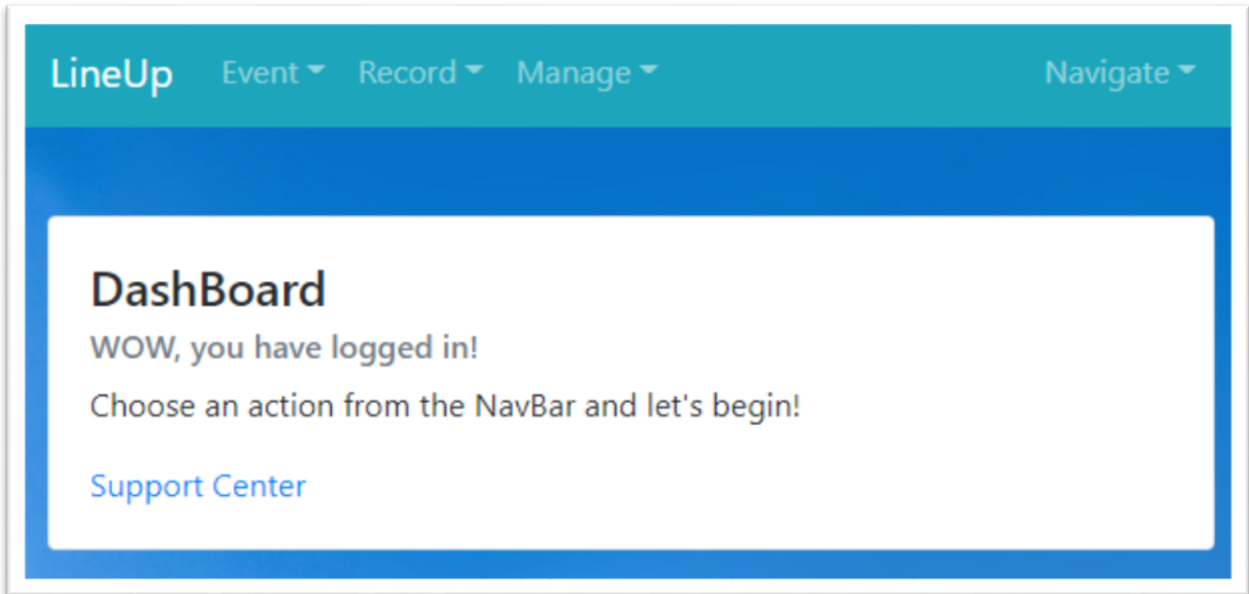 LineUp Event Record Manage Navigate
DashBoard
WOW, you have logged in!
Choose an action from the NavBar and let's begin!
Support Center